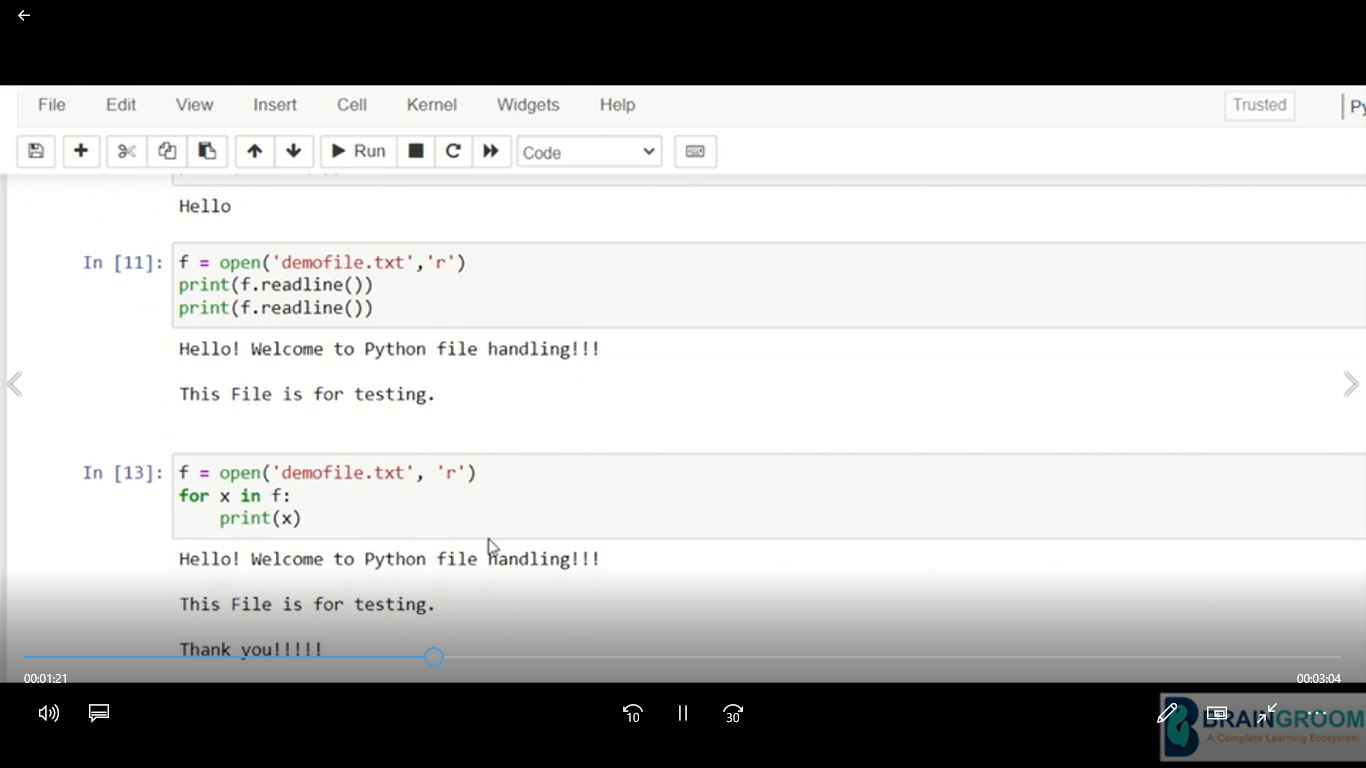 File Edit View Insert Cell Kernel Widgets Help Trusted
Run Code
Hello
In [11]: f = open('demofile.txt','r')
print(f.readline())
print(f.readline())
Hello! Welcome to Python file handling!!!
This File is for testing.
In [13]: f = open('demofile.txt', 'r')
for x in f:
    print(x)
Hello! Welcome to Python file handling!!!
This File is for testing.
Thank you!!!!!
00:01:21 00:03:04
10 30
BRAINGROOM
A Complete Learning Ecosystem